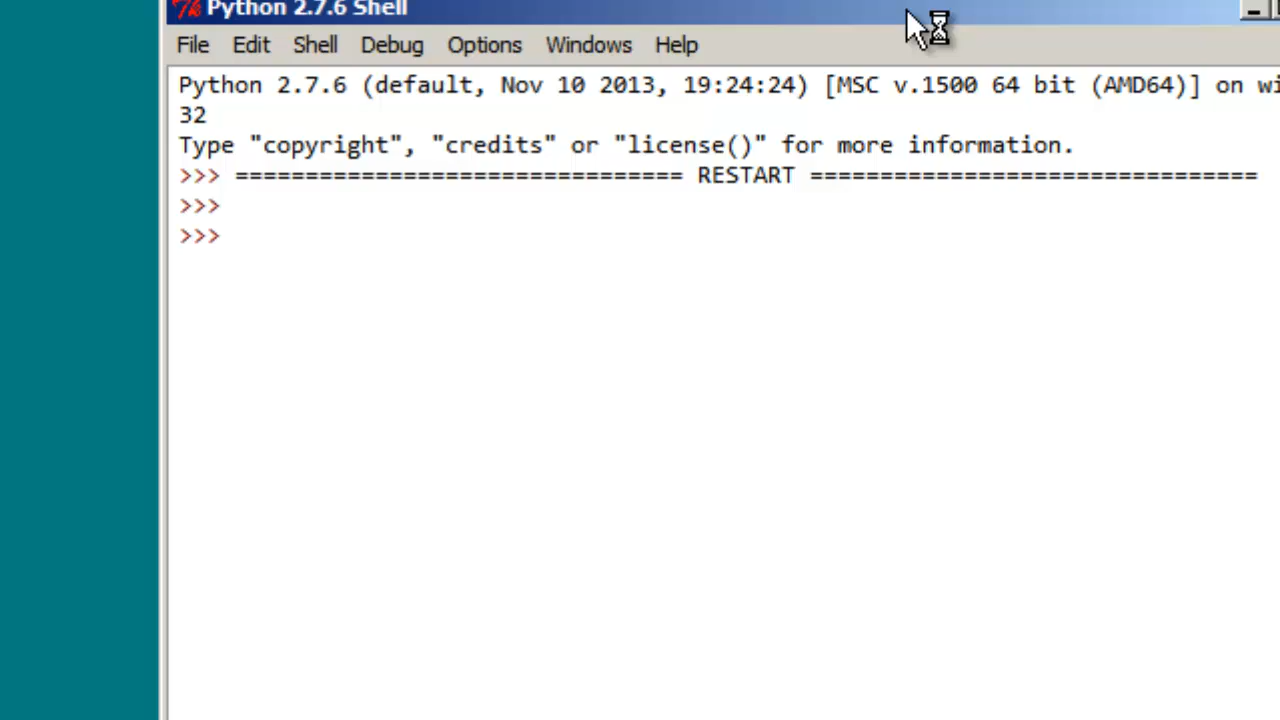 Python 2.7.6 Shell
File Edit Shell Debug Options Windows Help
Python 2.7.6 (default, Nov 10 2013, 19:24:24) [MSC v.1500 64 bit (AMD64)] on wi
32
Type "copyright", "credits" or "license()" for more information.
>>> ================================ RESTART ================================
>>>
>>>